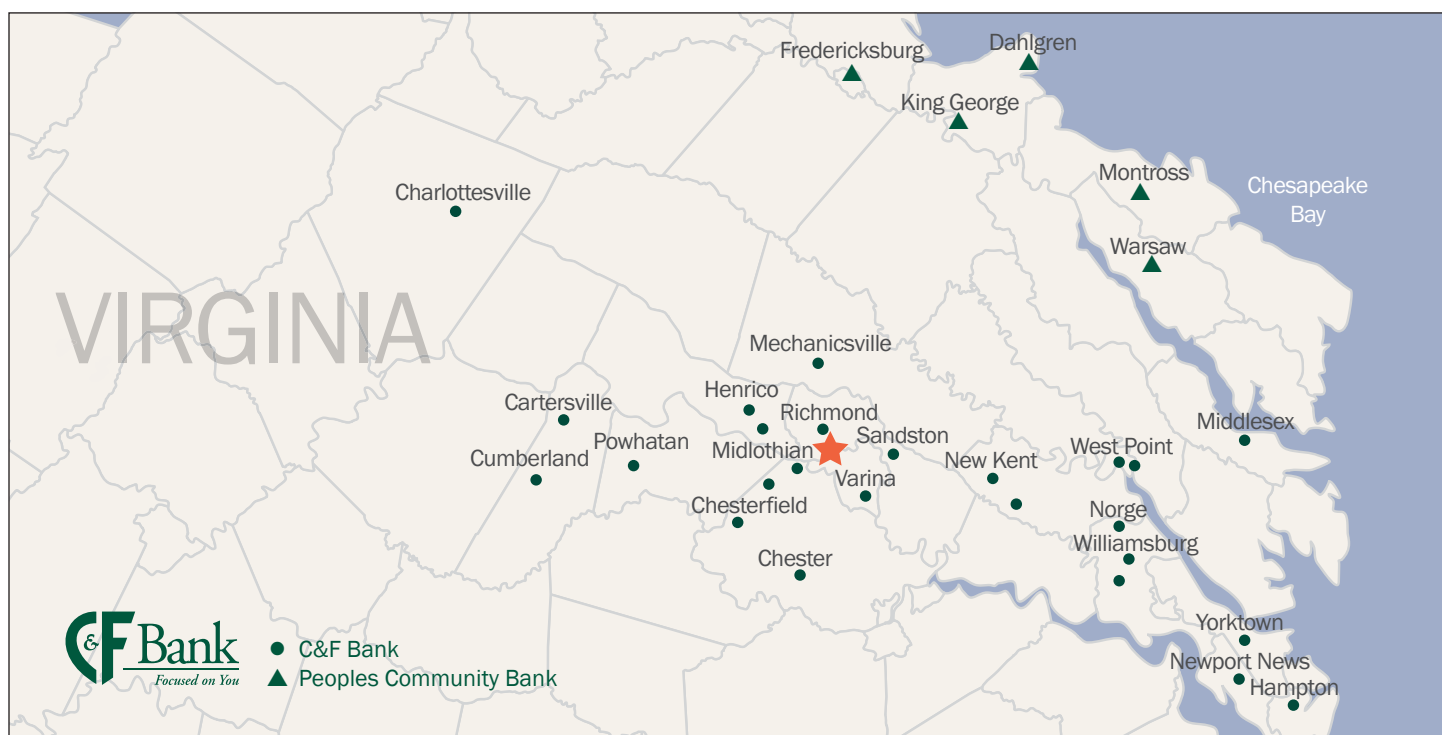 Fredericksburg
Dahlgren
King George
Montross
Chesapeake
Bay
Charlottesville
Warsaw
VIRGINIA
Mechanicsville
Henrico
Cartersville
Richmond
Middlesex
Powhatan
Sandston
Midlothian
West Point
Cumberland
New Kent
Varina
Chesterfield
Norge
Williamsburg
Chester
Yorktown
C&F Bank
Focused on You
C&F Bank
Peoples Community Bank
Newport News
Hampton